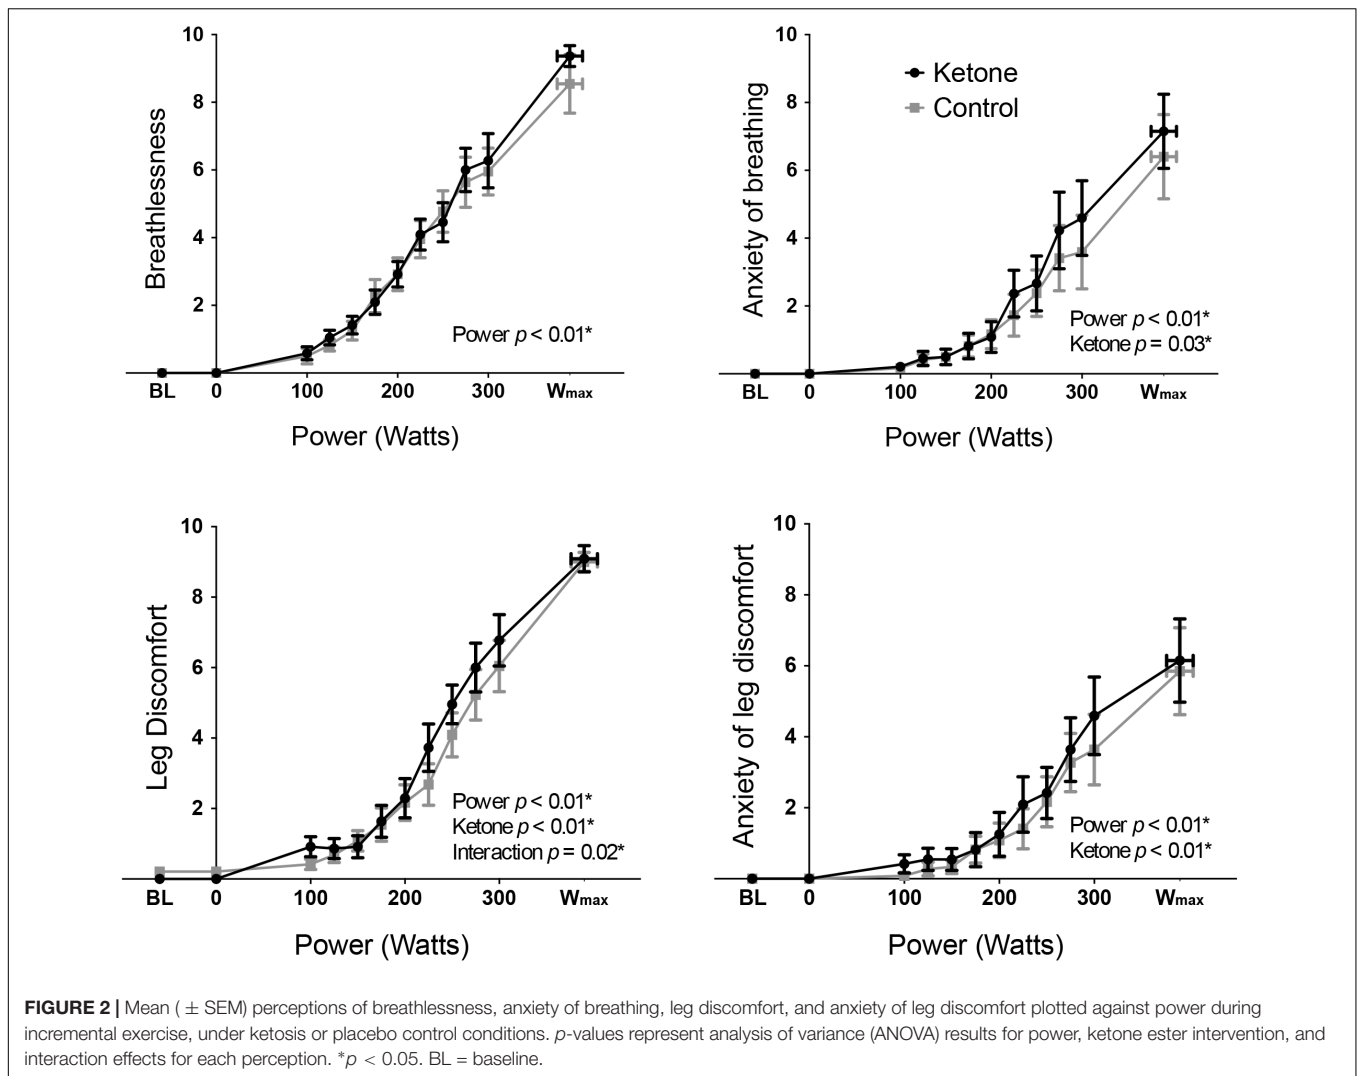 10
8
6
4
2
Breathlessness
Power p < 0.01*
BL 0 100 200 300 Wmax
Power (Watts)
10
8
6
4
2
Anxiety of breathing
Ketone
Control
Power p < 0.01*
Ketone p = 0.03*
BL 0 100 200 300 Wmax
Power (Watts)
10
8
6
4
2
Leg Discomfort
Power p < 0.01*
Ketone p < 0.01*
Interaction p = 0.02*
BL 0 100 200 300 Wmax
Power (Watts)
10
8
6
4
2
Anxiety of leg discomfort
Power p < 0.01*
Ketone p < 0.01*
BL 0 100 200 300 Wmax
Power (Watts)
FIGURE 2 | Mean ( ± SEM) perceptions of breathlessness, anxiety of breathing, leg discomfort, and anxiety of leg discomfort plotted against power during
incremental exercise, under ketosis or placebo control conditions. p-values represent analysis of variance (ANOVA) results for power, ketone ester intervention, and
interaction effects for each perception. *p < 0.05. BL = baseline.